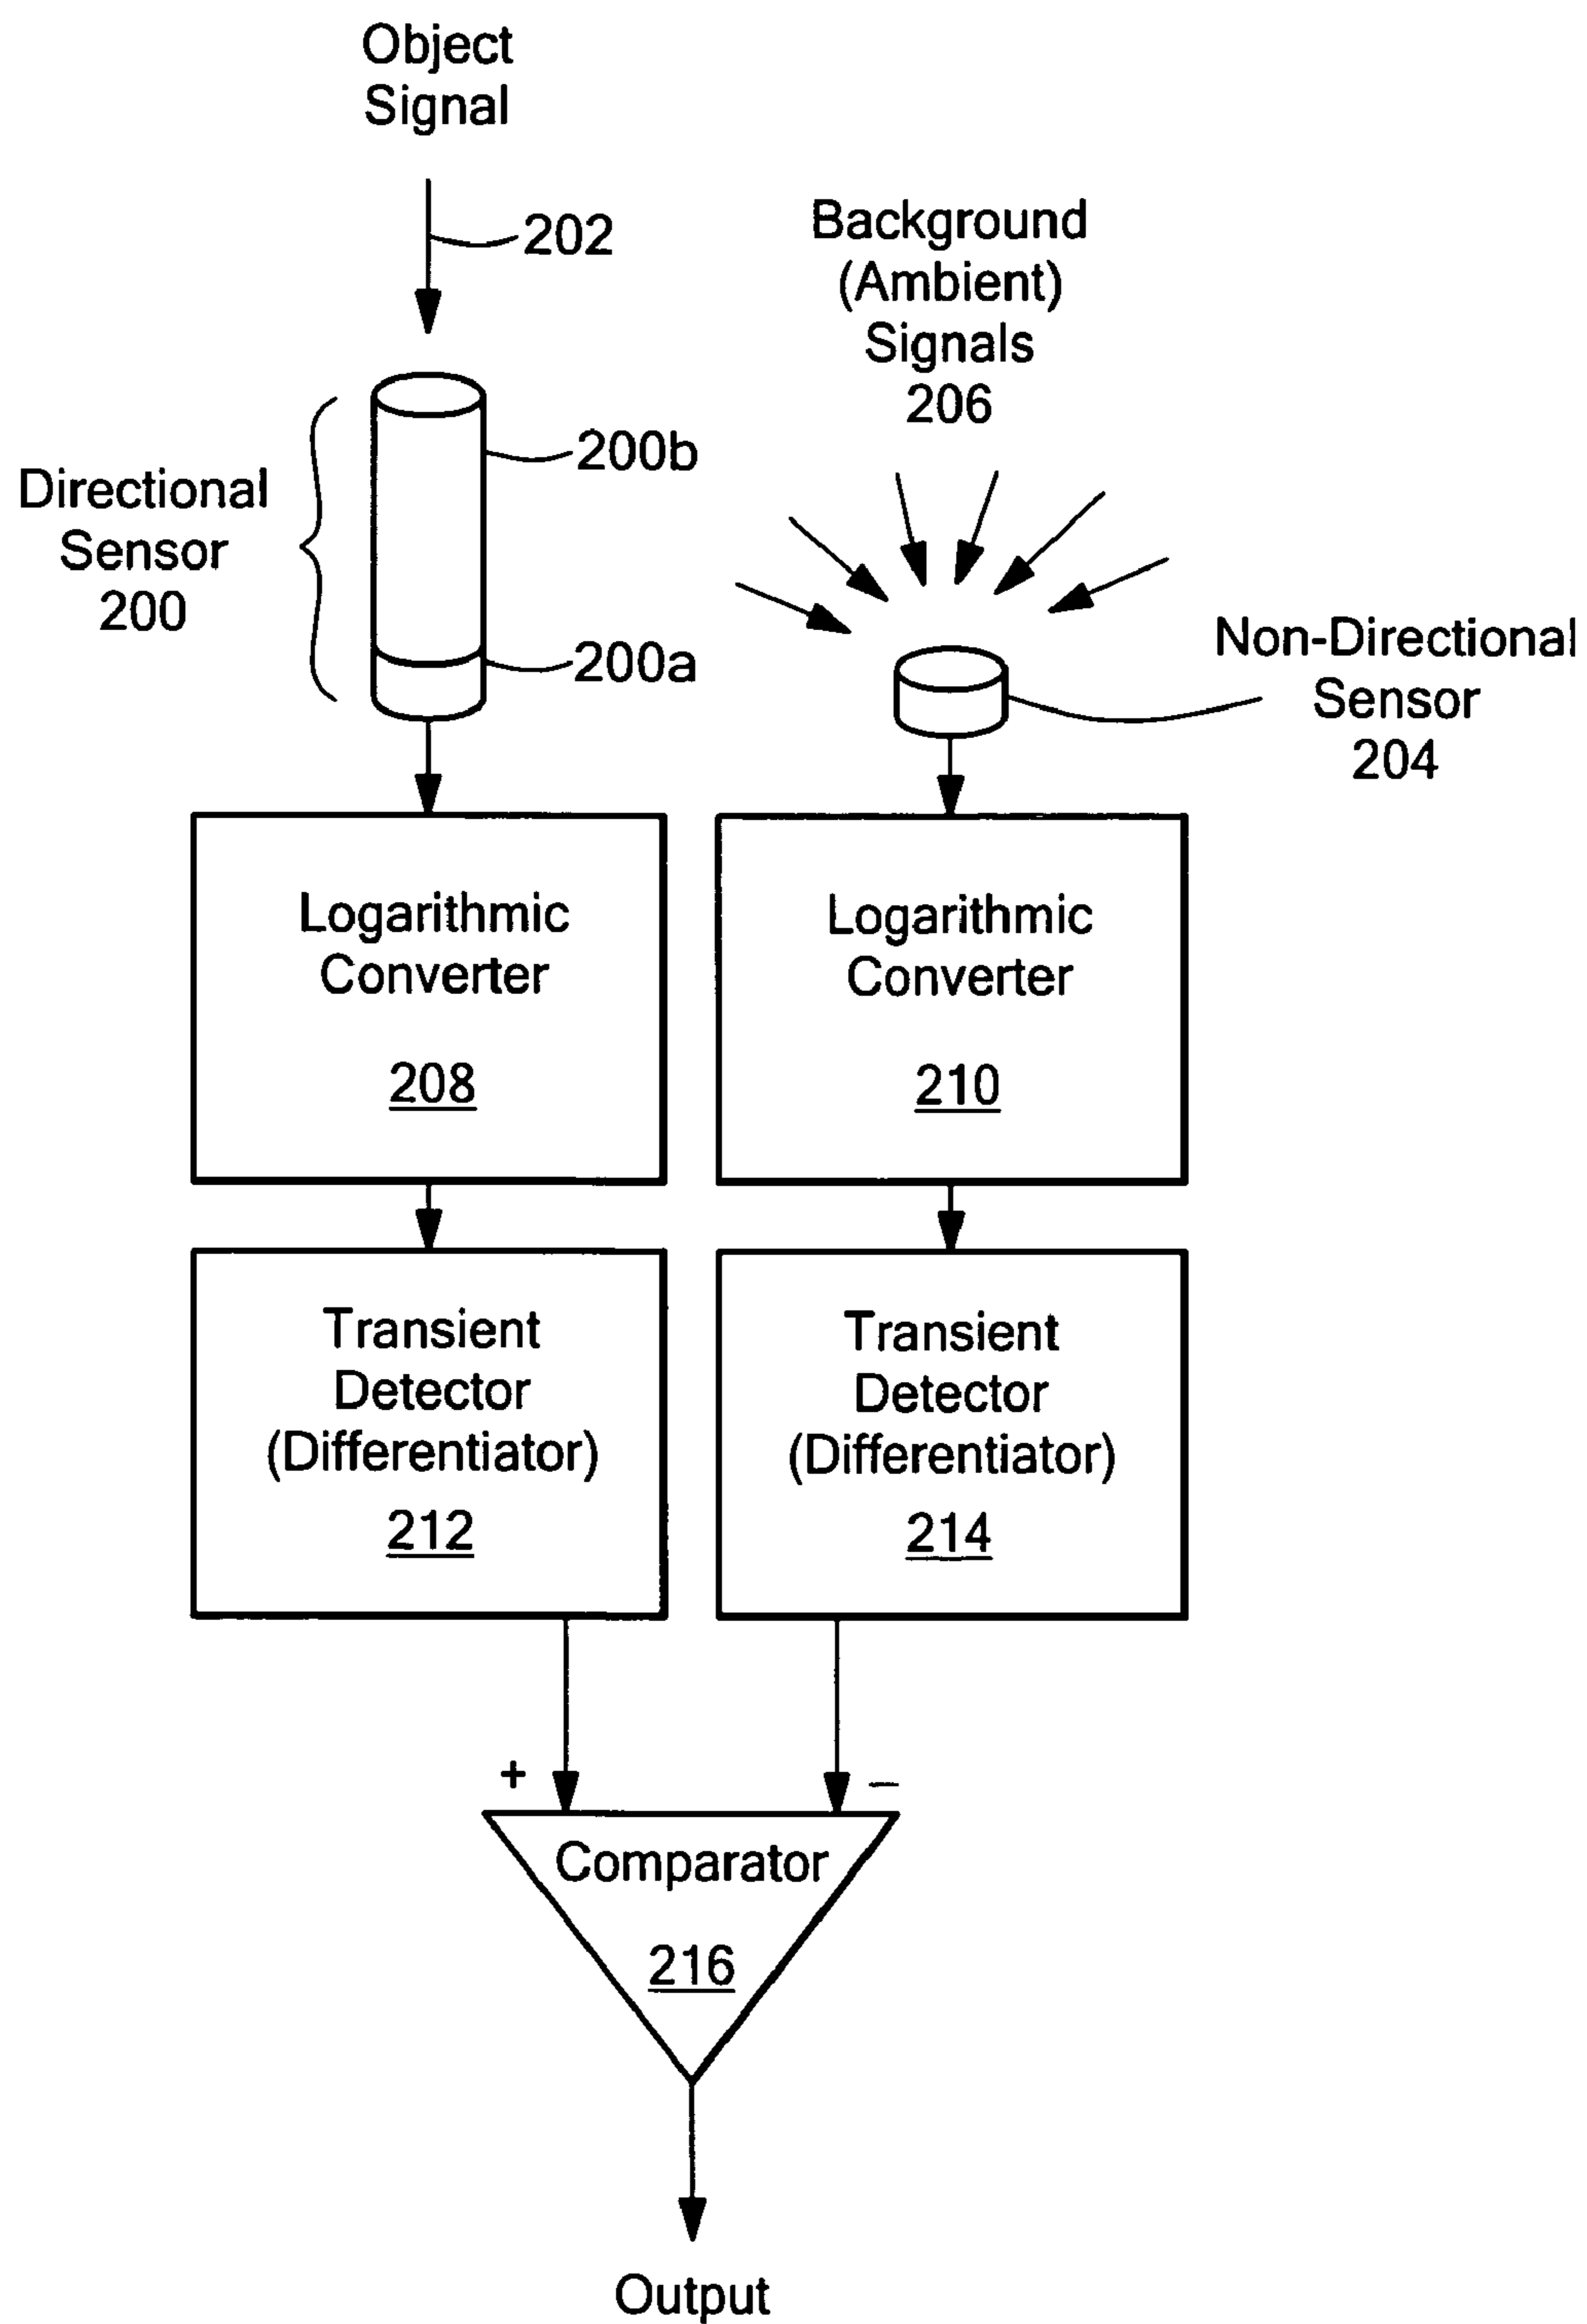 Object
Signal
202
Background
(Ambient)
Signals
206
200b
Directional
Sensor
200
200a
Non-Directional
Sensor
204
Logarithmic
Converter
208
Logarithmic
Converter
210
Transient
Detector
(Differentiator)
212
Transient
Detector
(Differentiator)
214
+
–
Comparator
216
Output